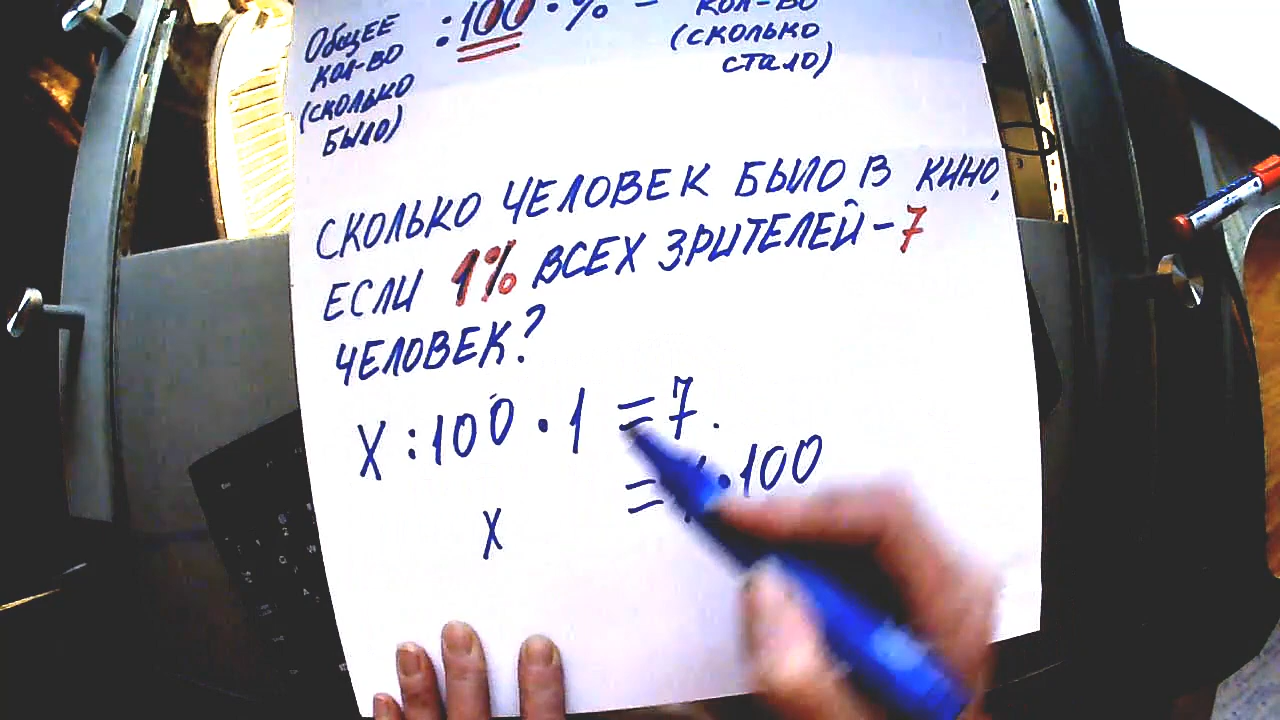 Общее :100 · % - кол-во
кол-во (сколько
(сколько стало)
было)
СКОЛЬКО ЧЕЛОВЕК БЫЛО В КИНО,
ЕСЛИ 1% ВСЕХ ЗРИТЕЛЕЙ-7
ЧЕЛОВЕК?
X:100·1=7.
X = ·100